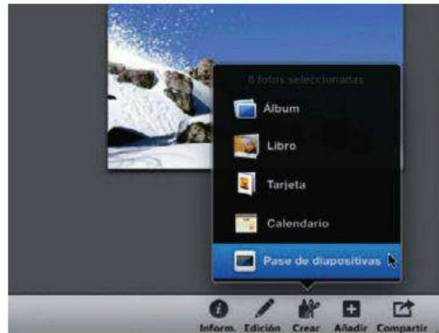 6 fotos seleccionadas
Álbum
Libro
Tarjeta
Calendario
Pase de diapositivas
Inform. Edición Crear Añadir Compartir